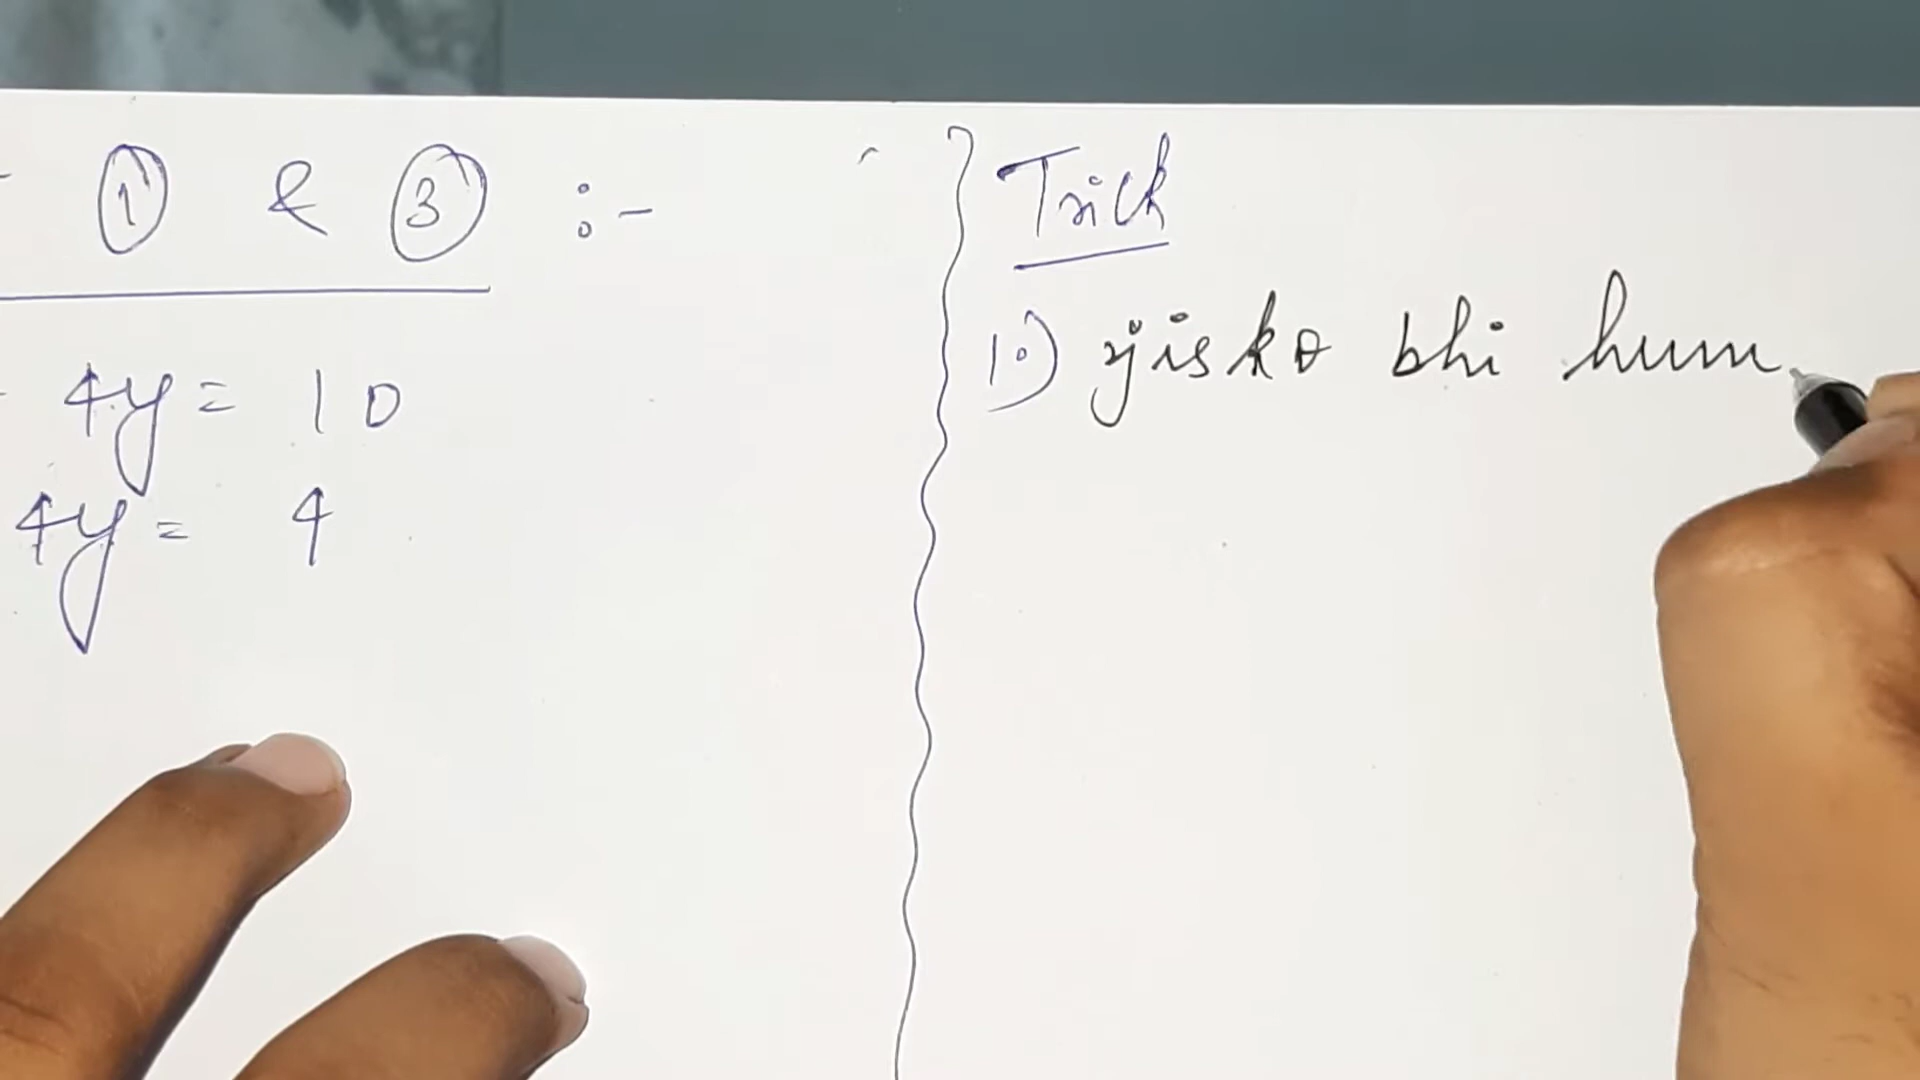 ① & ③ :-
4y = 10
4y = 4
Trick
1.) jisko bhi hum